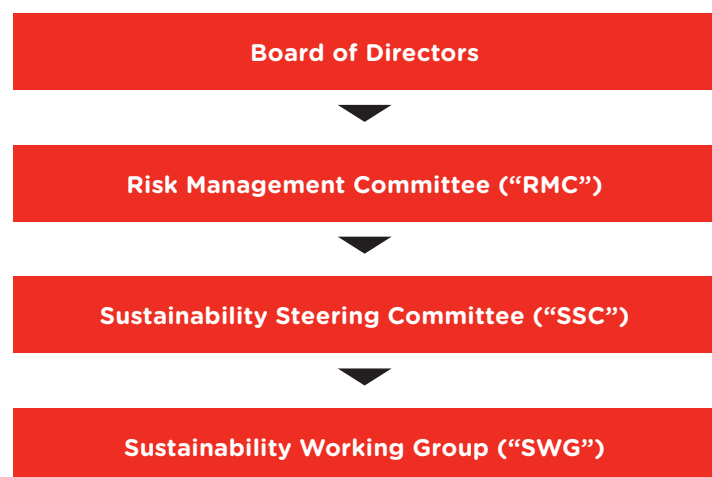 Board of Directors
Risk Management Committee (“RMC”)
Sustainability Steering Committee (“SSC”)
Sustainability Working Group (“SWG”)